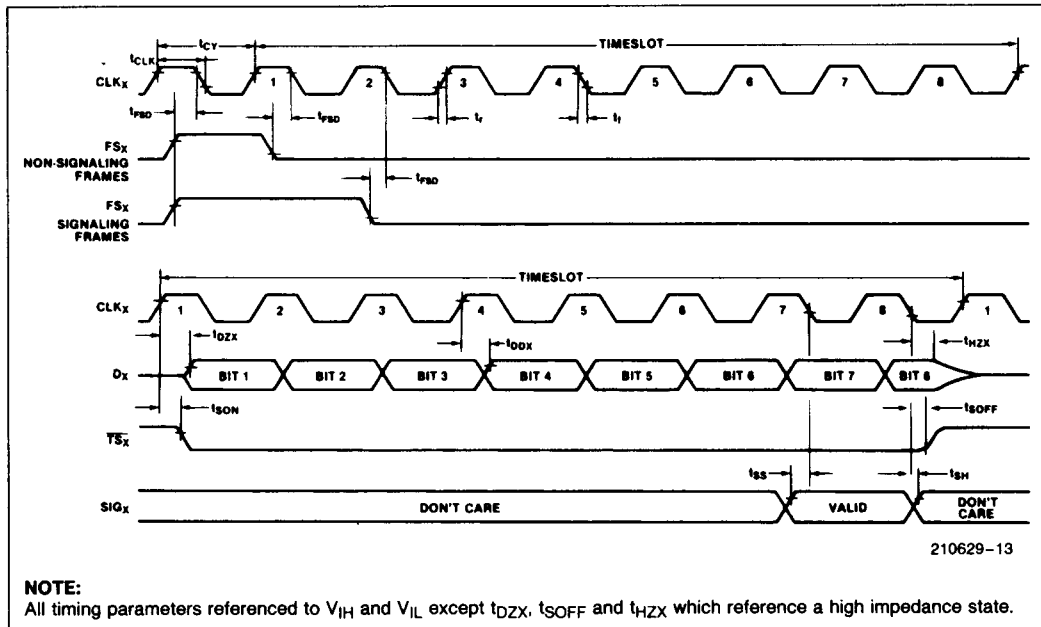 tCY
TIMESLOT
tCLK
CLKX
1 2 3 4 5 6 7 8
tFSD
tFSD
tr
tf
FSX
NON-SIGNALING
FRAMES
tFSD
FSX
SIGNALING
FRAMES
TIMESLOT
CLKX
1 2 3 4 5 6 7 8 1
tDZX
tDDX
tHZX
DX
BIT 1 BIT 2 BIT 3 BIT 4 BIT 5 BIT 6 BIT 7 BIT 8
tSON
tSOFF
TSX
tSS
tSH
SIGX
DON'T CARE
VALID
DON'T
CARE
210629–13
NOTE:
All timing parameters referenced to VIH and VIL except tDZX, tSOFF and tHZX which reference a high impedance state.